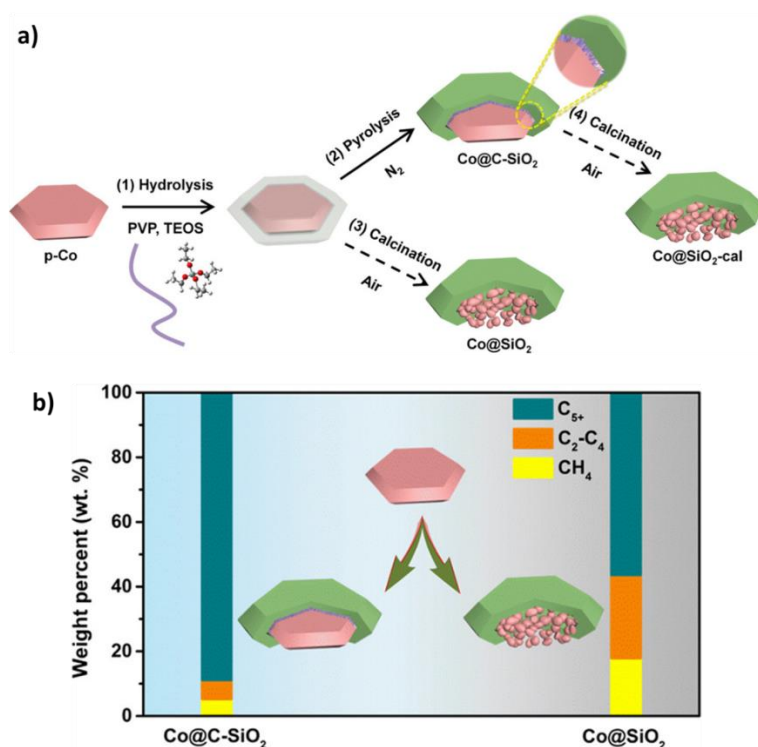 a)
p-Co
(1) Hydrolysis
PVP, TEOS
(2) Pyrolysis
N₂
Co@C-SiO₂
(3) Calcination
Air
Co@SiO₂
(4) Calcination
Air
Co@SiO₂-cal
b)
Weight percent (wt. %)
100
80
60
40
20
0
C₅₊
C₂-C₄
CH₄
Co@C-SiO₂
Co@SiO₂